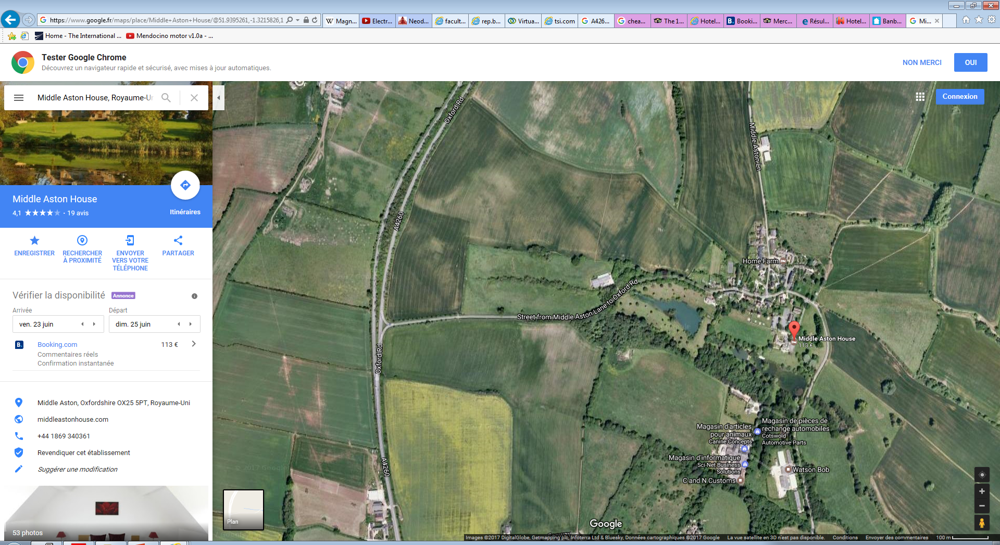 https://www.google.fr/maps/place/Middle+Aston+House/@51.9395261,-1.3215826,1
Magn...
Electr...
Neod...
facult...
rep.b...
Virtua...
tsi.com
A426...
chea...
The 1...
Hotel...
Booki...
Merc...
Résul...
Hotel...
Banb...
Mi...
Home - The International ...
Mendocino motor v1.0a - ...
Tester Google Chrome
Découvrez un navigateur rapide et sécurisé, avec mises à jour automatiques.
NON MERCI
OUI
Middle Aston House, Royaume-Un
Connexion
Middle Aston House
4,1 · 19 avis
Itinéraires
ENREGISTRER
RECHERCHER
À PROXIMITÉ
ENVOYER
VERS VOTRE
TÉLÉPHONE
PARTAGER
Vérifier la disponibilité
Annonce
Arrivée
Départ
ven. 23 juin
dim. 25 juin
B.
Booking.com
113 €
Commentaires réels
Confirmation instantanée
Middle Aston, Oxfordshire OX25 5PT, Royaume-Uni
middleastonhouse.com
+44 1869 340361
Revendiquer cet établissement
Suggérer une modification
53 photos
Plan
Oxford Rd
A4260
Middle Aston Ln
Home Farm
Street from Middle Aston Lane to Oxford Rd
Middle Aston House
113 €
Oxford Rd
A4260
Magasin d'articles
pour animaux
Canine Concepts
Magasin de pièces de
rechange automobiles
Cotswold
Automotive Parts
Magasin d'informatique
Sci-Net Business
Solutions
C and N Customs
Watson Bob
Google
Images ©2017 DigitalGlobe, Getmapping plc, Infoterra Ltd & Bluesky, Données cartographiques ©2017 Google
La vue satellite en 3D n'est pas disponible.
Conditions
Envoyer des commentaires
100 m